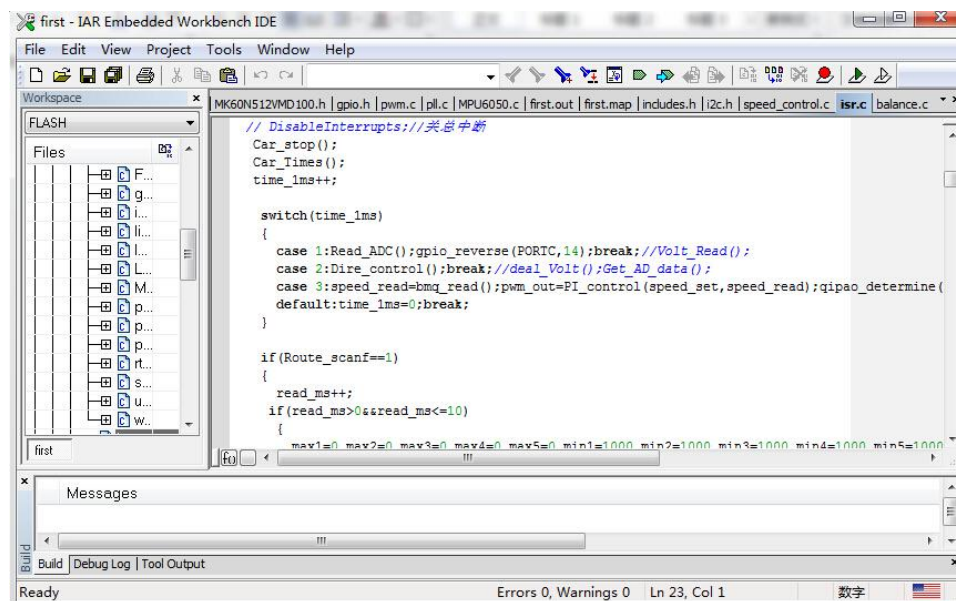 first - IAR Embedded Workbench IDE
File Edit View Project Tools Window Help
Workspace
MK60N512VMD100.h | gpio.h | pwm.c | pll.c | MPU6050.c | first.out | first.map | includes.h | i2c.h | speed_control.c isr.c balance.c
FLASH
Files
F...
g...
i...
li...
l...
L...
M...
p...
p...
p...
rt...
s...
u...
w...
first
// DisableInterrupts;//关总中断
Car_stop();
Car_Times();
time_1ms++;
switch(time_1ms)
{
case 1:Read_ADC();gpio_reverse(PORTC,14);break;//Volt_Read();
case 2:Dire_control();break;//deal_Volt();Get_AD_data();
case 3:speed_read=bmq_read();pwm_out=PI_control(speed_set,speed_read);qipao_determine(
default:time_1ms=0;break;
}
if(Route_scanf==1)
{
read_ms++;
if(read_ms>0&&read_ms<=10)
{
max1=0,max2=0,max3=0,max4=0,max5=0,min1=1000,min2=1000,min3=1000,min4=1000,min5=1000
f()
Messages
Build
Build Debug Log Tool Output
Ready Errors 0, Warnings 0 Ln 23, Col 1 数字